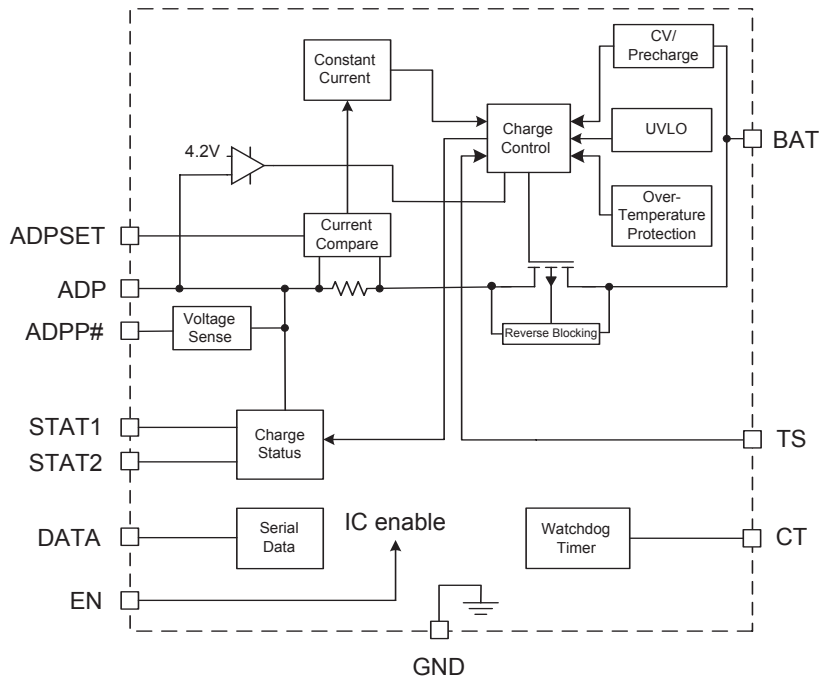 Constant
Current
CV/
Precharge
Charge
Control
UVLO
BAT
4.2V
Over-
Temperature
Protection
ADPSET
Current
Compare
ADP
ADPP#
Voltage
Sense
Reverse Blocking
STAT1
STAT2
Charge
Status
TS
DATA
Serial
Data
IC enable
Watchdog
Timer
CT
EN
GND